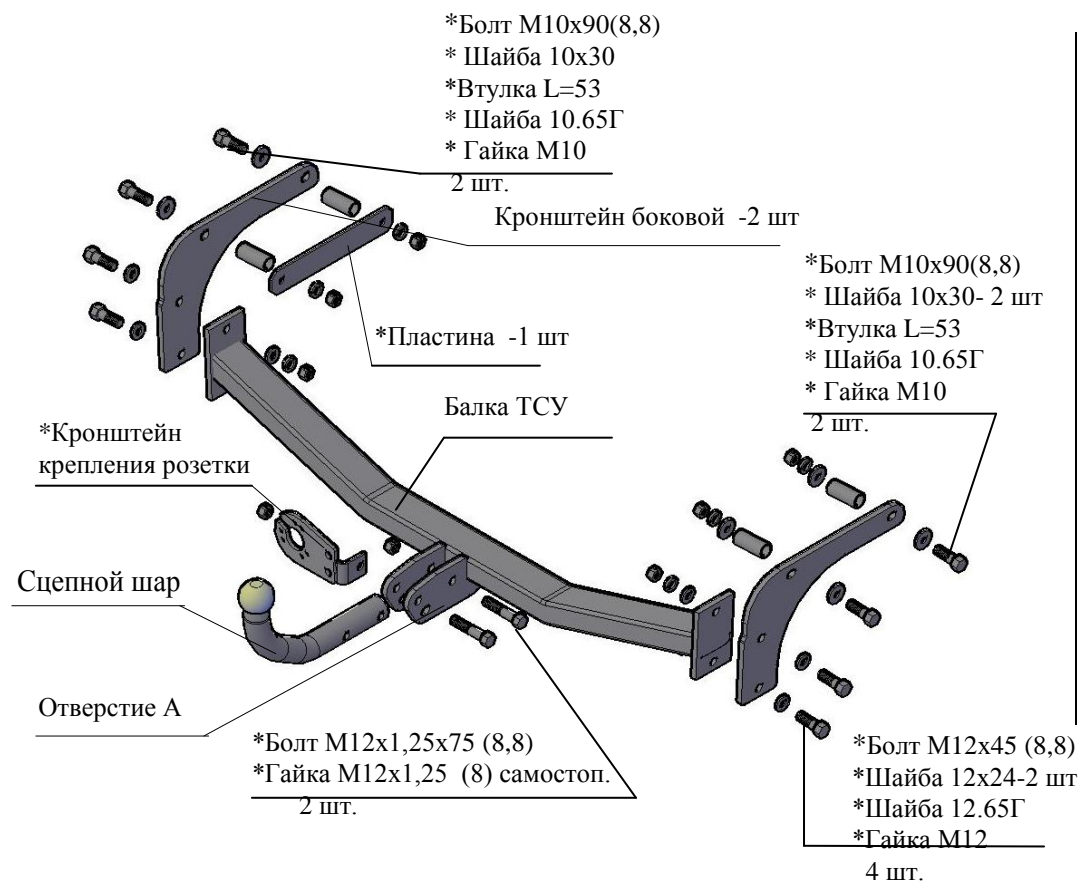 *Болт М10х90(8,8)
* Шайба 10х30
*Втулка L=53
* Шайба 10.65Г
* Гайка М10
2 шт.
Кронштейн боковой -2 шт
*Болт М10х90(8,8)
* Шайба 10х30- 2 шт
*Втулка L=53
* Шайба 10.65Г
* Гайка М10
2 шт.
*Пластина -1 шт
Балка ТСУ
*Кронштейн
крепления розетки
Сцепной шар
Отверстие А
*Болт М12х1,25х75 (8,8)
*Гайка М12х1,25 (8) самостоп.
2 шт.
*Болт М12х45 (8,8)
*Шайба 12х24-2 шт
*Шайба 12.65Г
*Гайка М12
4 шт.